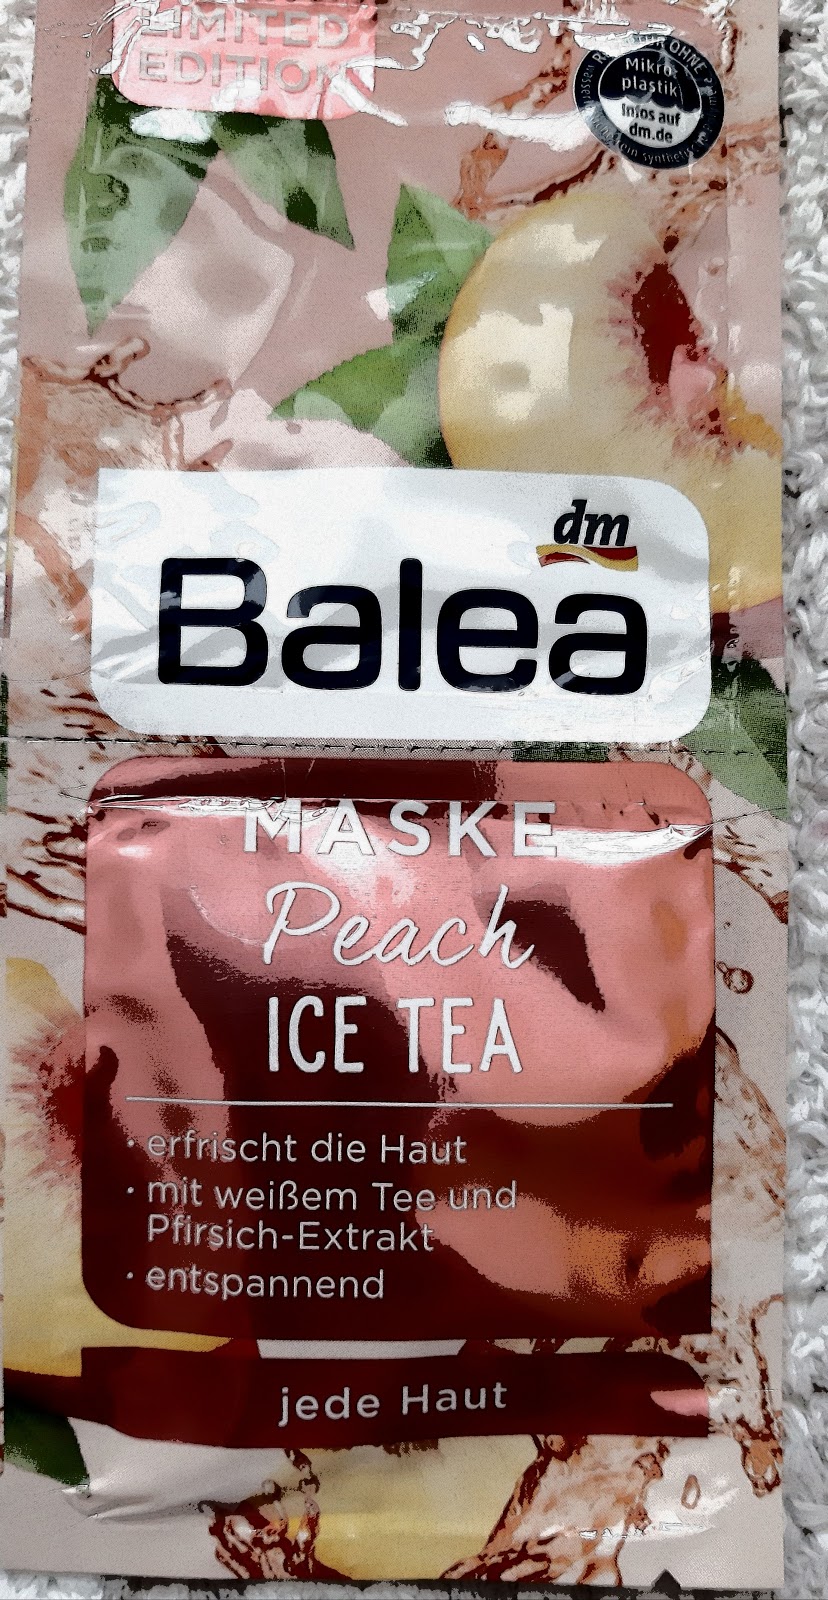 LIMITED
EDITION
OHNE
Mikro-
plastik
Infos auf
dm.de
dm
Balea
MASKE
Peach
ICE TEA
· erfrischt die Haut
· mit weißem Tee und
Pfirsich-Extrakt
· entspannend
jede Haut